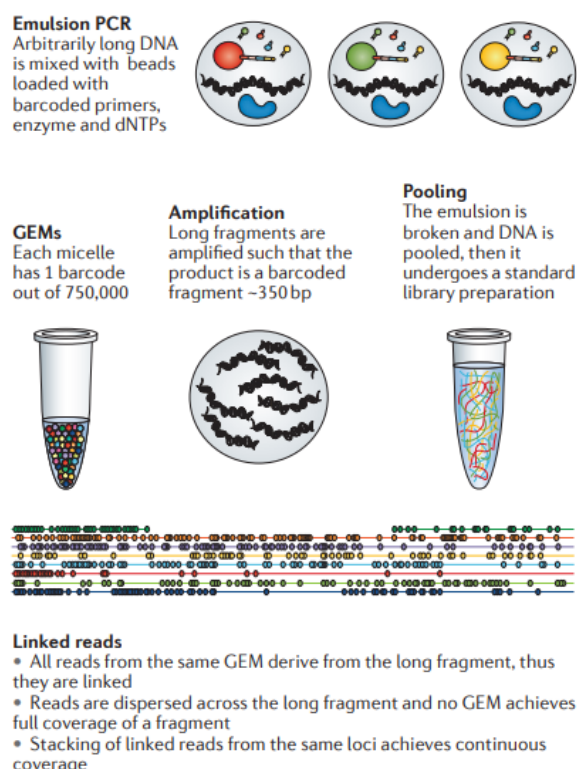 Emulsion PCR
Arbitrarily long DNA
is mixed with beads
loaded with
barcoded primers,
enzyme and dNTPs
GEMs
Each micelle
has 1 barcode
out of 750,000
Amplification
Long fragments are
amplified such that the
product is a barcoded
fragment ~350 bp
Pooling
The emulsion is
broken and DNA is
pooled, then it
undergoes a standard
library preparation
Linked reads
• All reads from the same GEM derive from the long fragment, thus
they are linked
• Reads are dispersed across the long fragment and no GEM achieves
full coverage of a fragment
• Stacking of linked reads from the same loci achieves continuous
coverage